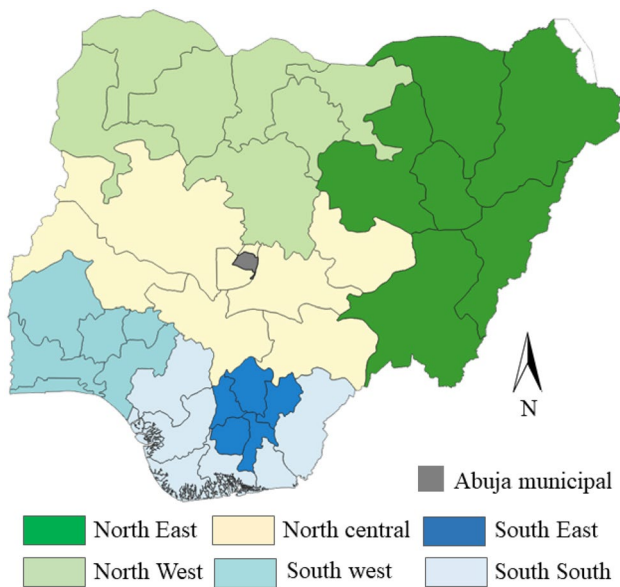 N
Abuja municipal
North East
North central
South East
North West
South west
South South